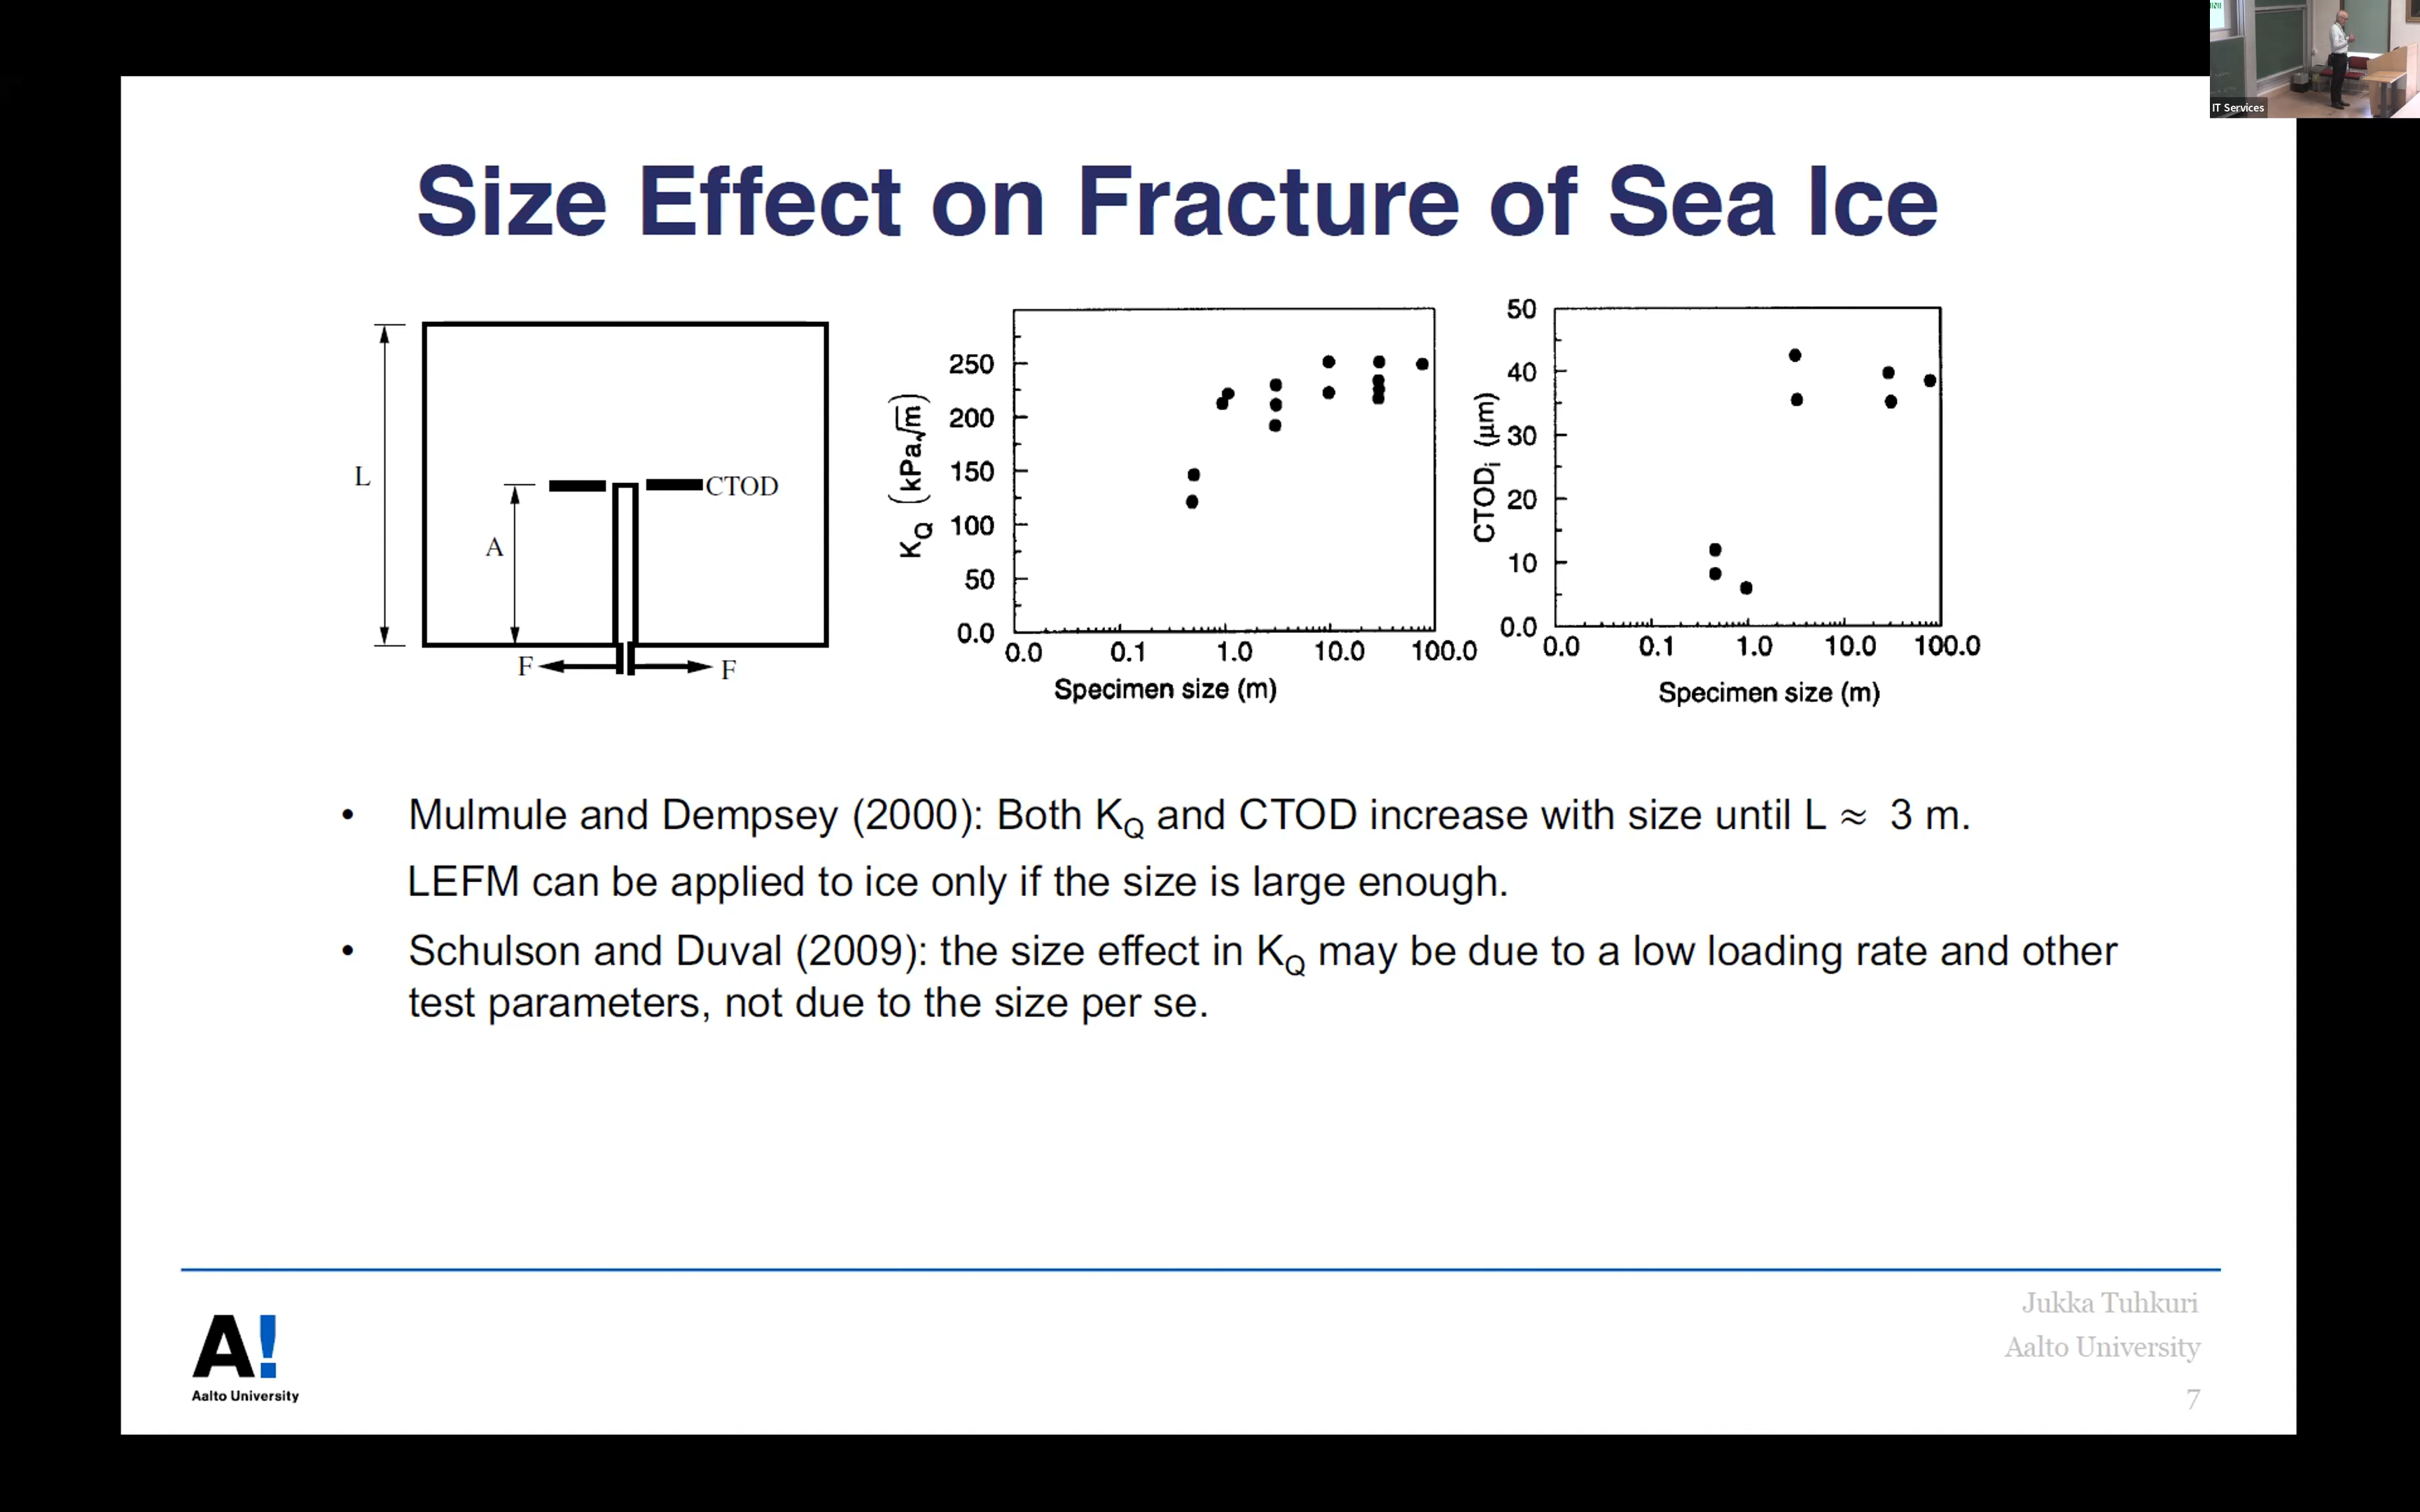 IT Services
Size Effect on Fracture of Sea Ice
L
A
CTOD
F
F
K_Q (kPa√m)
250
200
150
100
50
0.0
0.0 0.1 1.0 10.0 100.0
Specimen size (m)
CTOD_i (μm)
50
40
30
20
10
0.0
0.0 0.1 1.0 10.0 100.0
Specimen size (m)
• Mulmule and Dempsey (2000): Both K_Q and CTOD increase with size until L ≈ 3 m.
LEFM can be applied to ice only if the size is large enough.
• Schulson and Duval (2009): the size effect in K_Q may be due to a low loading rate and other
test parameters, not due to the size per se.
A!
Aalto University
Jukka Tuhkuri
Aalto University
7